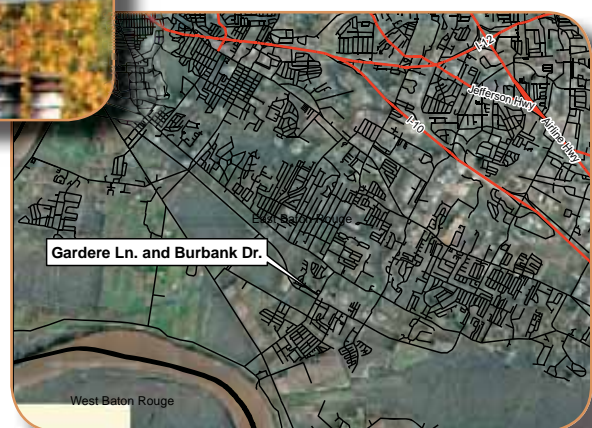 I-12
Jefferson Hwy
Airline Hwy
I-10
East Baton Rouge
Gardere Ln. and Burbank Dr.
West Baton Rouge